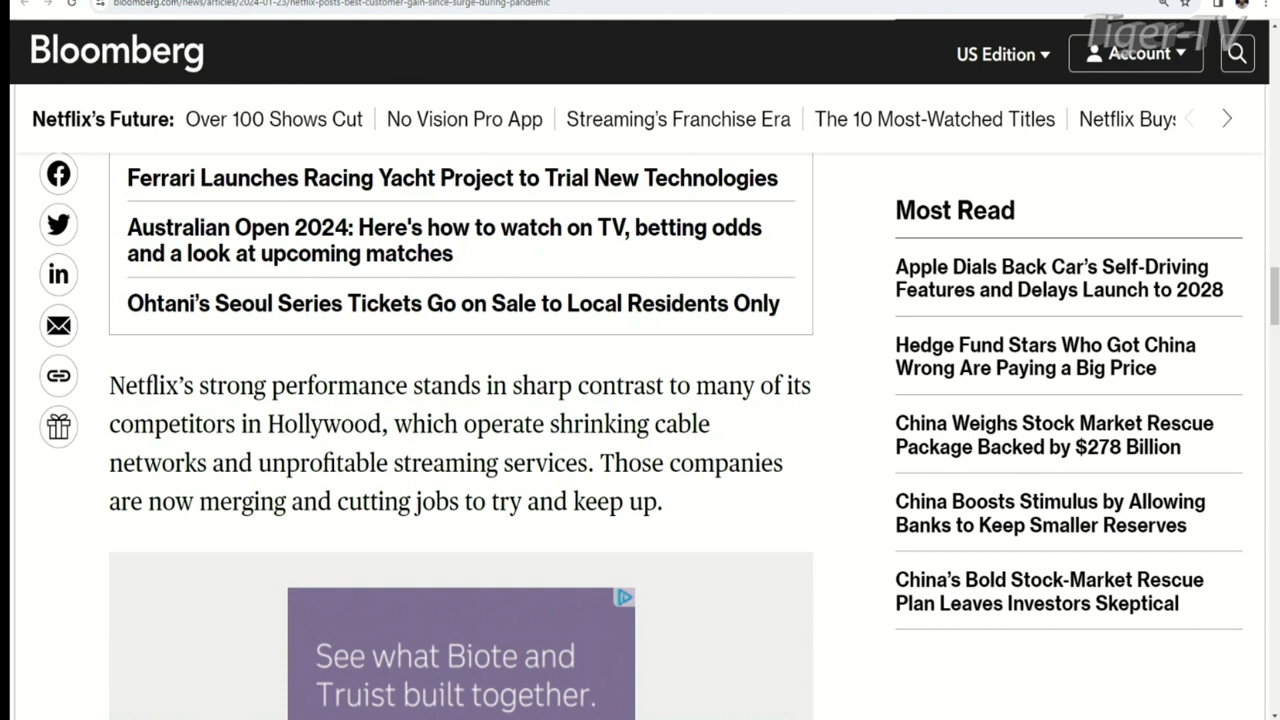 bloomberg.com/news/articles/2024-01-23/netflix-posts-best-customer-gain-since-surge-during-pandemic
Tiger-TV
Bloomberg
US Edition
Account
Netflix's Future: Over 100 Shows Cut No Vision Pro App Streaming's Franchise Era The 10 Most-Watched Titles Netflix Buys
Ferrari Launches Racing Yacht Project to Trial New Technologies
Australian Open 2024: Here's how to watch on TV, betting odds
and a look at upcoming matches
Ohtani's Seoul Series Tickets Go on Sale to Local Residents Only
Netflix's strong performance stands in sharp contrast to many of its
competitors in Hollywood, which operate shrinking cable
networks and unprofitable streaming services. Those companies
are now merging and cutting jobs to try and keep up.
See what Biote and
Truist built together.
Most Read
Apple Dials Back Car's Self-Driving
Features and Delays Launch to 2028
Hedge Fund Stars Who Got China
Wrong Are Paying a Big Price
China Weighs Stock Market Rescue
Package Backed by $278 Billion
China Boosts Stimulus by Allowing
Banks to Keep Smaller Reserves
China's Bold Stock-Market Rescue
Plan Leaves Investors Skeptical